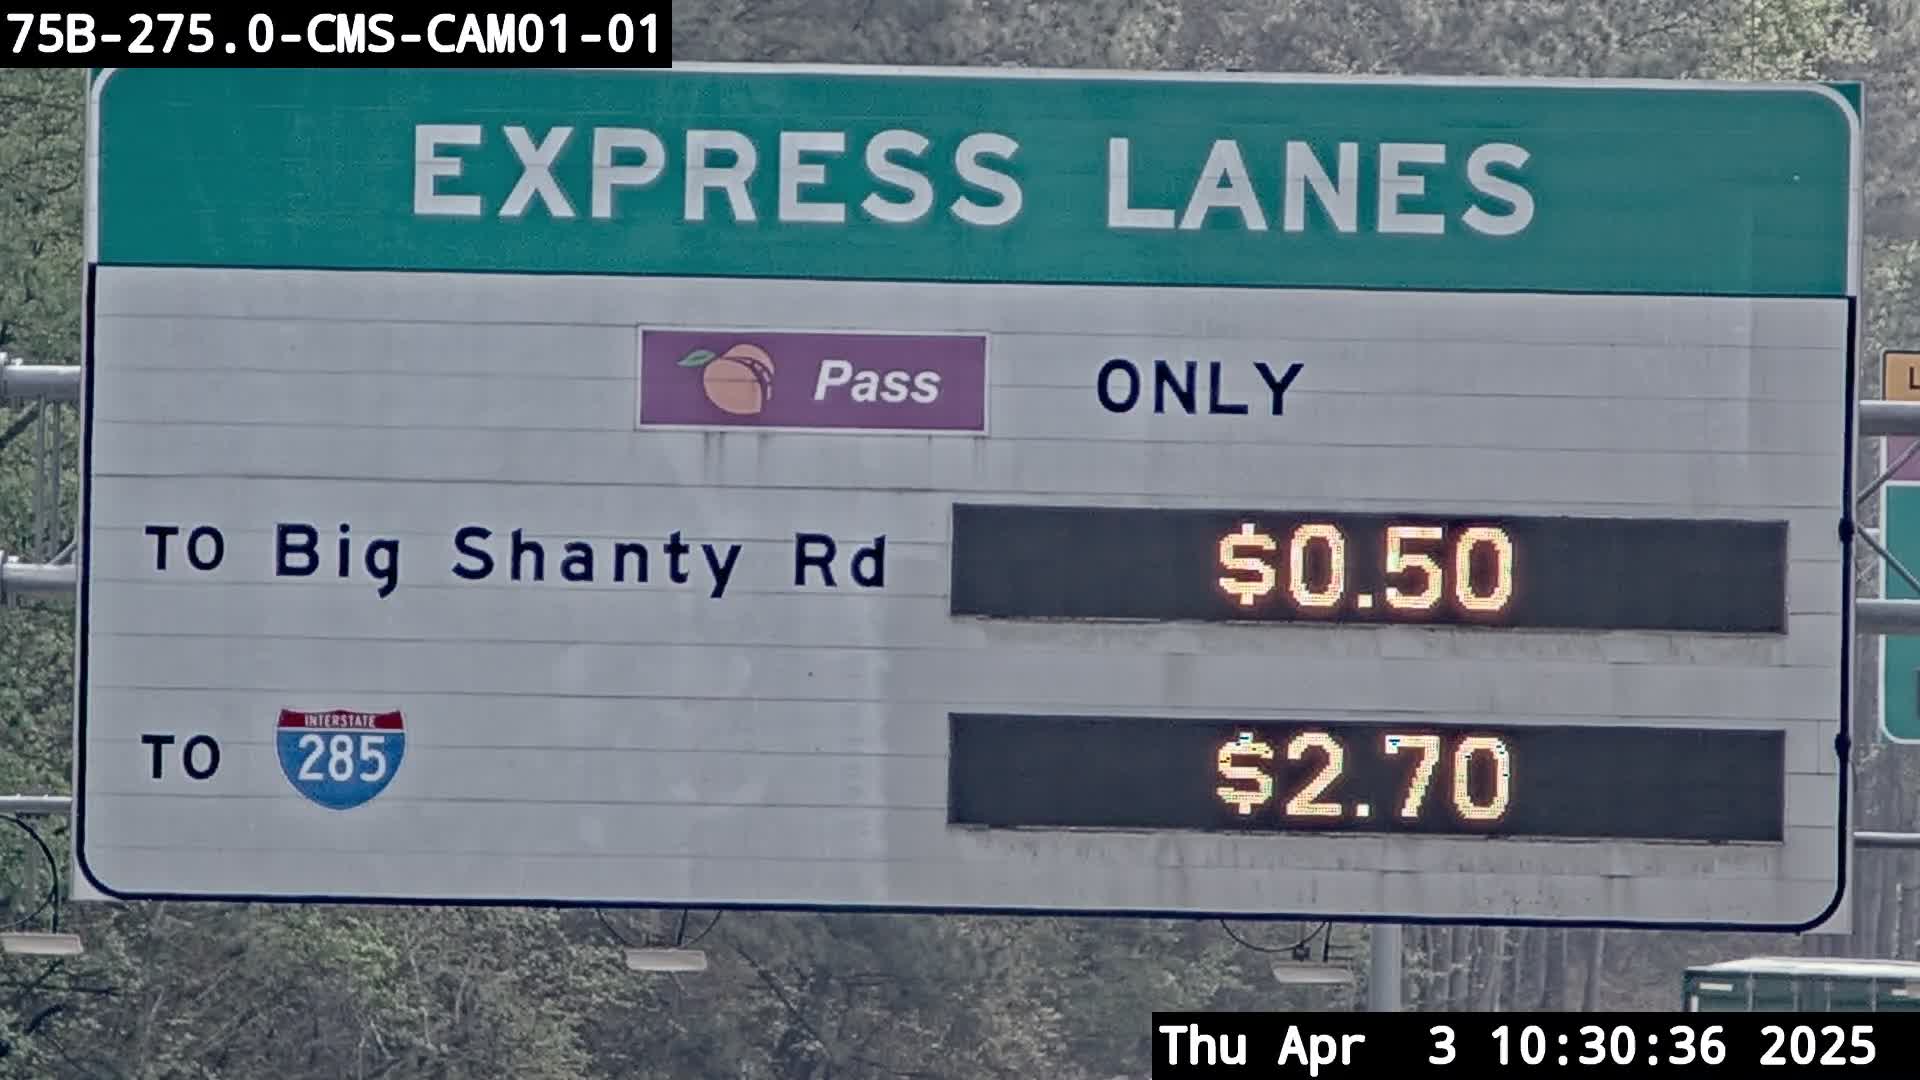 75B-275.0-CMS-CAM01-01
EXPRESS LANES
Pass ONLY
TO Big Shanty Rd $0.50
INTERSTATE
TO 285 $2.70
Thu Apr 3 10:30:36 2025